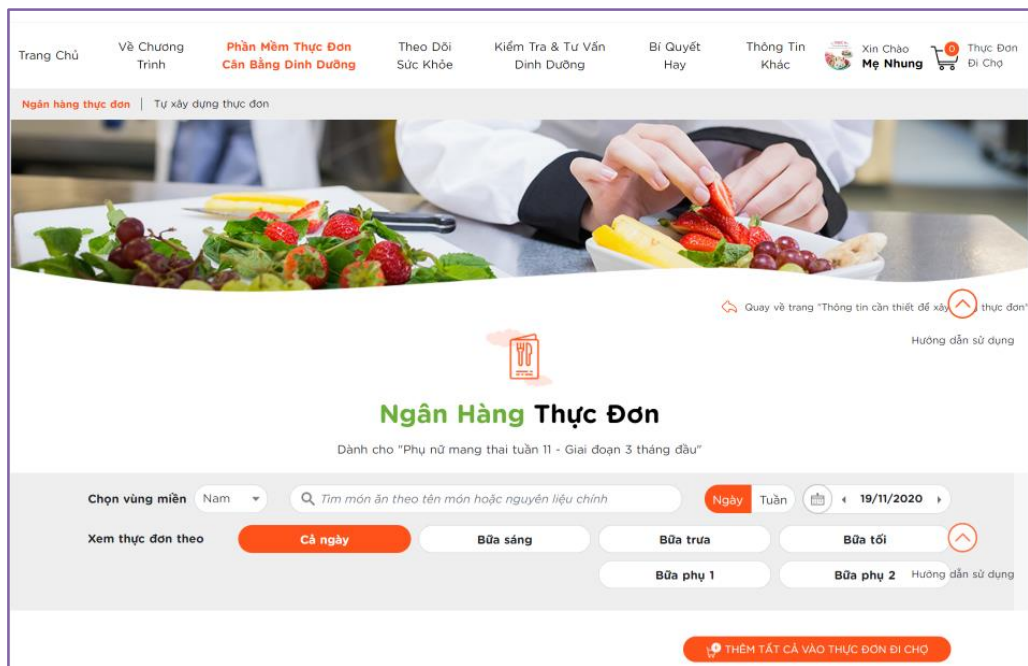 Trang Chủ
Về Chương Trình
Phần Mềm Thực Đơn Cân Bằng Dinh Dưỡng
Theo Dõi Sức Khỏe
Kiểm Tra & Tư Vấn Dinh Dưỡng
Bí Quyết Hay
Thông Tin Khác
Xin Chào
Mẹ Nhung
0
Thực Đơn Đi Chợ
Ngân hàng thực đơn | Tự xây dựng thực đơn
Quay về trang "Thông tin cần thiết để xây thực đơn"
Hướng dẫn sử dụng
Ngân Hàng Thực Đơn
Dành cho "Phụ nữ mang thai tuần 11 - Giai đoạn 3 tháng đầu"
Chọn vùng miền Nam Tìm món ăn theo tên món hoặc nguyên liệu chính Ngày Tuần 19/11/2020
Xem thực đơn theo Cả ngày Bữa sáng Bữa trưa Bữa tối
Bữa phụ 1 Bữa phụ 2 Hướng dẫn sử dụng
0 THÊM TẤT CẢ VÀO THỰC ĐƠN ĐI CHỢ